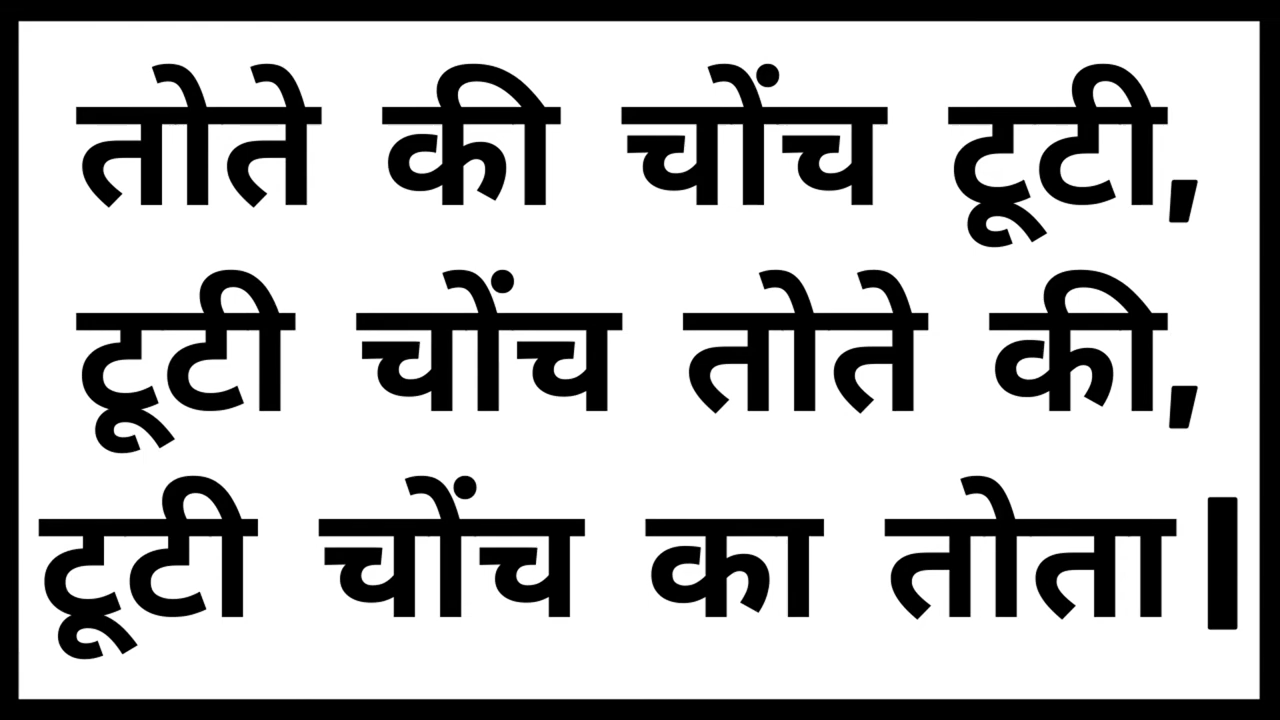 तोते की चोंच टूटी,
टूटी चोंच तोते की,
टूटी चोंच का तोता।